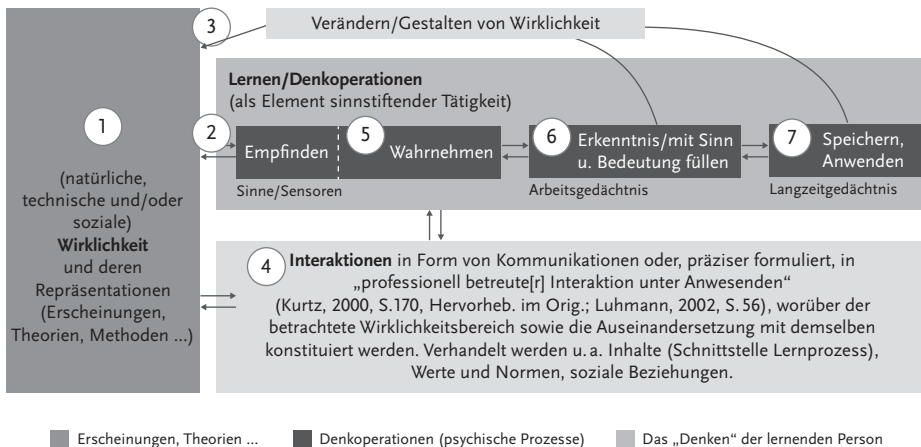 3
Verändern/Gestalten von Wirklichkeit
Lernen/Denkoperationen
(als Element sinnstiftender Tätigkeit)
1
2
Empfinden
5
Wahrnehmen
6
Erkenntnis/mit Sinn
u. Bedeutung füllen
7
Speichern,
Anwenden
Sinne/Sensoren
Arbeitsgedächtnis
Langzeitgedächtnis
(natürliche,
technische und/oder
soziale)
Wirklichkeit
und deren
Repräsentationen
(Erscheinungen,
Theorien, Methoden ...)
4
Interaktionen in Form von Kommunikationen oder, präziser formuliert, in
„professionell betreute[r] Interaktion unter Anwesenden“
(Kurtz, 2000, S.170, Hervorheb. im Orig.; Luhmann, 2002, S.56), worüber der
betrachtete Wirklichkeitsbereich sowie die Auseinandersetzung mit demselben
konstituiert werden. Verhandelt werden u.a. Inhalte (Schnittstelle Lernprozess),
Werte und Normen, soziale Beziehungen.
Erscheinungen, Theorien ...
Denkoperationen (psychische Prozesse)
Das „Denken“ der lernenden Person